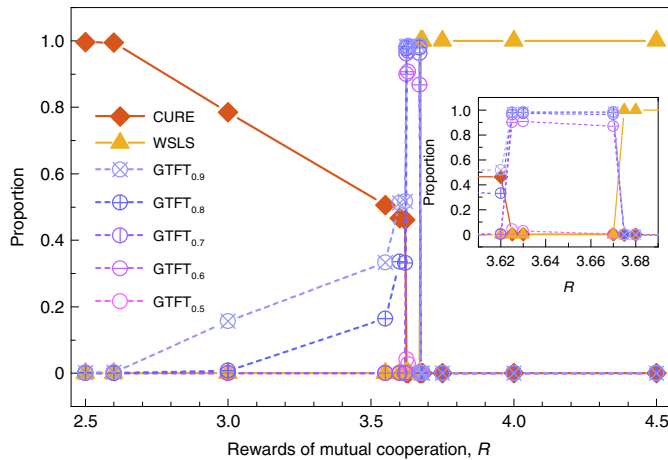 1.0
0.8
0.6
0.4
0.2
0
Proportion
CURE
WSLS
GTFT0.9
GTFT0.8
GTFT0.7
GTFT0.6
GTFT0.5
1.0
0.8
0.6
0.4
0.2
0
Proportion
3.62 3.64 3.66 3.68
R
2.5 3.0 3.5 4.0 4.5
Rewards of mutual cooperation, R